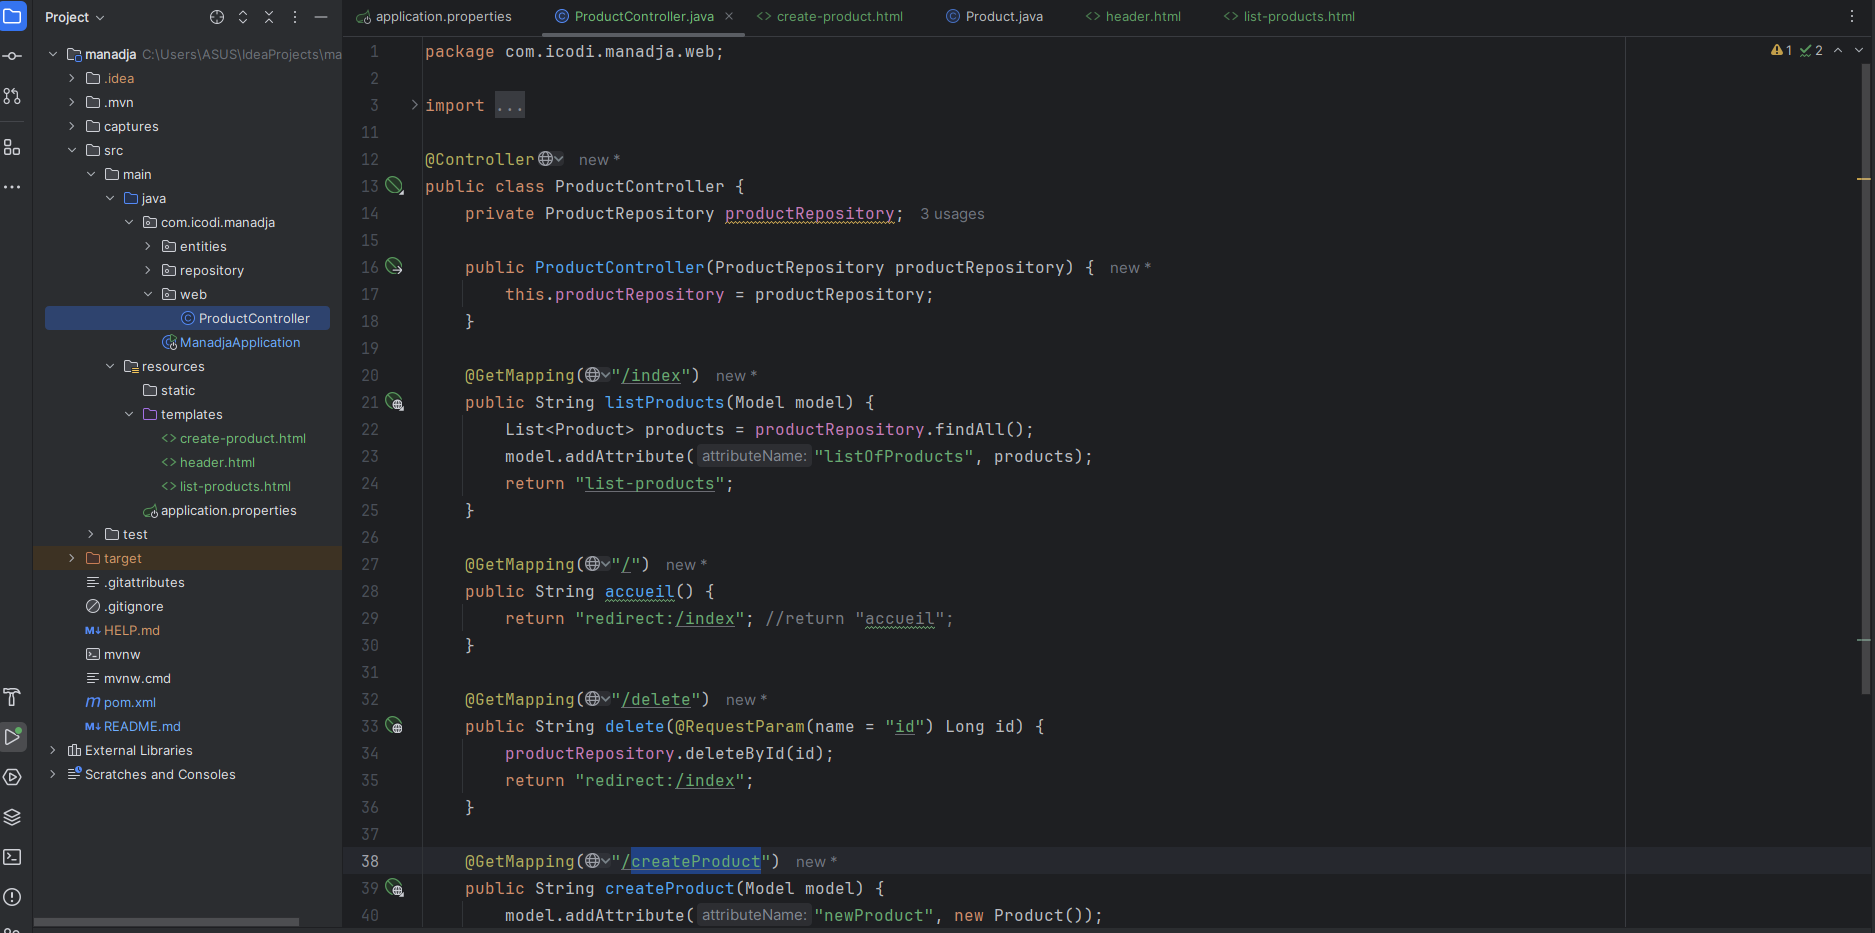 Project
application.properties
ProductController.java
create-product.html
Product.java
header.html
list-products.html
manadja C:\Users\ASUS\IdeaProjects\ma
.idea
.mvn
captures
src
main
java
com.icodi.manadja
entities
repository
web
ProductController
ManadjaApplication
resources
static
templates
create-product.html
header.html
list-products.html
application.properties
test
target
.gitattributes
.gitignore
HELP.md
mvnw
mvnw.cmd
pom.xml
README.md
External Libraries
Scratches and Consoles
1 package com.icodi.manadja.web;
2
3 import ...
11
12 @Controller new *
13 public class ProductController {
14 private ProductRepository productRepository; 3 usages
15
16 public ProductController(ProductRepository productRepository) { new *
17 this.productRepository = productRepository;
18 }
19
20 @GetMapping("/index") new *
21 public String listProducts(Model model) {
22 List<Product> products = productRepository.findAll();
23 model.addAttribute( attributeName: "listOfProducts", products);
24 return "list-products";
25 }
26
27 @GetMapping("/") new *
28 public String accueil() {
29 return "redirect:/index"; //return "accueil";
30 }
31
32 @GetMapping("/delete") new *
33 public String delete(@RequestParam(name = "id") Long id) {
34 productRepository.deleteById(id);
35 return "redirect:/index";
36 }
37
38 @GetMapping("/createProduct") new *
39 public String createProduct(Model model) {
40 model.addAttribute( attributeName: "newProduct", new Product());
1 2